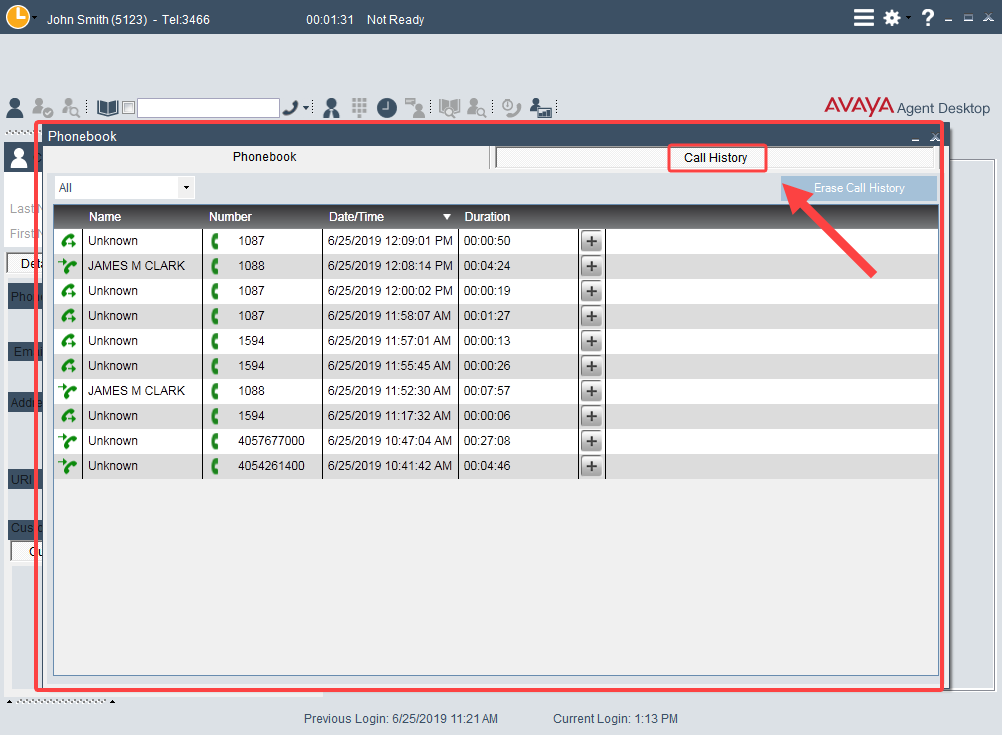 John Smith (5123) - Tel:3466 00:01:31 Not Ready
AVAYA Agent Desktop
Phonebook
Phonebook Call History
All Erase Call History
Name Number Date/Time Duration
Unknown 1087 6/25/2019 12:09:01 PM 00:00:50
JAMES M CLARK 1088 6/25/2019 12:08:14 PM 00:04:24
Unknown 1087 6/25/2019 12:00:02 PM 00:00:19
Unknown 1087 6/25/2019 11:58:07 AM 00:01:27
Unknown 1594 6/25/2019 11:57:01 AM 00:00:13
Unknown 1594 6/25/2019 11:55:45 AM 00:00:26
JAMES M CLARK 1088 6/25/2019 11:52:30 AM 00:07:57
Unknown 1594 6/25/2019 11:17:32 AM 00:00:06
Unknown 4057677000 6/25/2019 10:47:04 AM 00:27:08
Unknown 4054261400 6/25/2019 10:41:42 AM 00:04:46
URI
Previous Login: 6/25/2019 11:21 AM Current Login: 1:13 PM